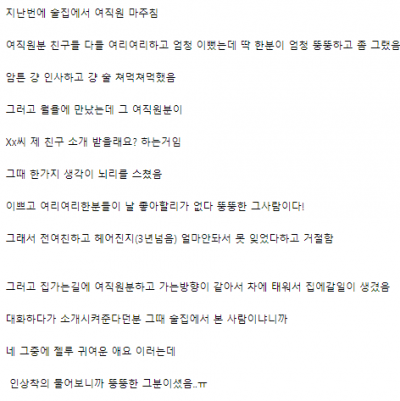 지난번에 술집에서 여직원 마주침
여직원분 친구들 다들 여리여리하고 엄청 이뻤는데 딱 한분이 엄청 뚱뚱하고 좀 그랬음
암튼 걍 인사하고 걍 술 쳐먹쳐먹했음
그러고 월욜에 만났는데 그 여직원분이
Xx씨 제 친구 소개 받을래요? 하는거임
그때 한가지 생각이 뇌리를 스쳤음
이쁘고 여리여리한분들이 날 좋아할리가 없다 뚱뚱한 그사람이다!
그래서 전여친하고 헤어진지(3년넘음) 얼마안돠서 못 잊었다하고 거절함
그러고 집가는길에 여직원분하고 가는방향이 같아서 차에 태워서 집에갈일이 생겼음
대화하다가 소개시켜준다던분 그때 술집에서 본 사람이냐니까
네 그중에 젤루 귀여운 애요 이러는데
인상착의 물어보니까 뚱뚱한 그분이셨음..ㅠ